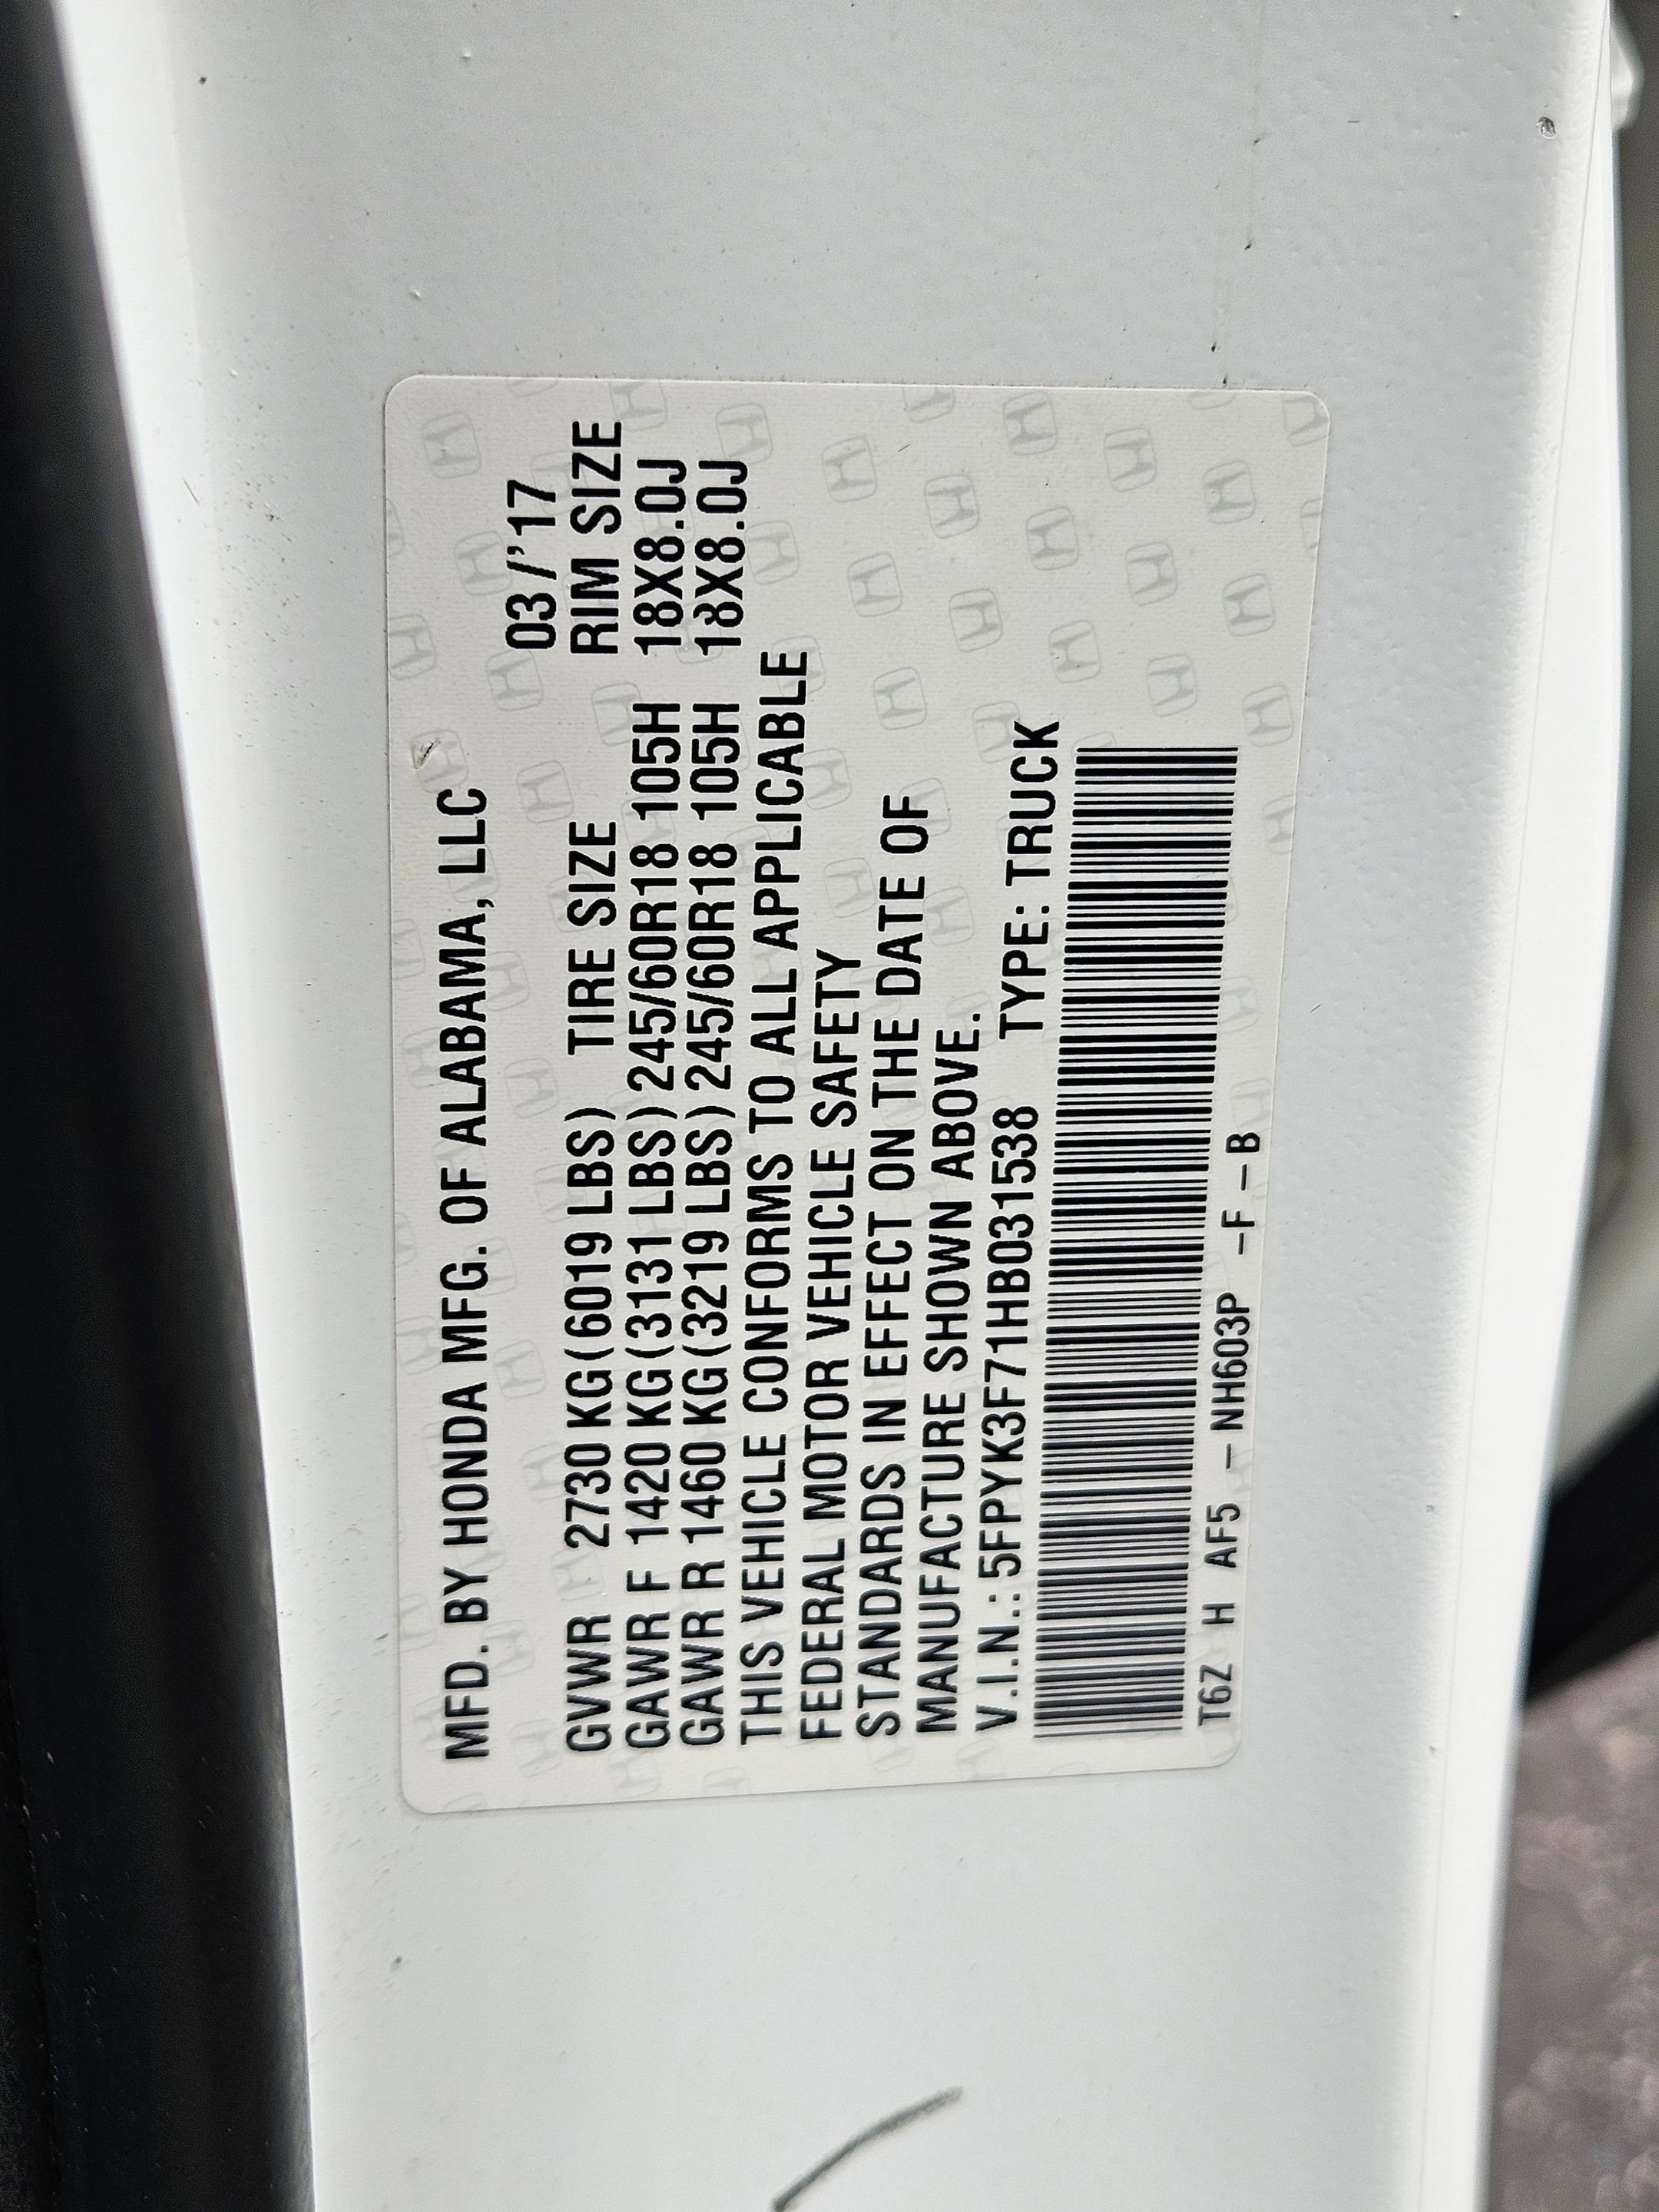 MFD. BY HONDA MFG. OF ALABAMA, LLC
03/'17
GVWR 2730 KG (6019 LBS) TIRE SIZE RIM SIZE
GAWR F 1420 KG (3131 LBS) 245/60R18 105H 18X8.0J
GAWR R 1460 KG (3219 LBS) 245/60R18 105H 18X8.0J
THIS VEHICLE CONFORMS TO ALL APPLICABLE
FEDERAL MOTOR VEHICLE SAFETY
STANDARDS IN EFFECT ON THE DATE OF
MANUFACTURE SHOWN ABOVE.
V.I.N.: 5FPYK3F71HB031538 TYPE: TRUCK
T6Z H AF5 – NH603P –F –B